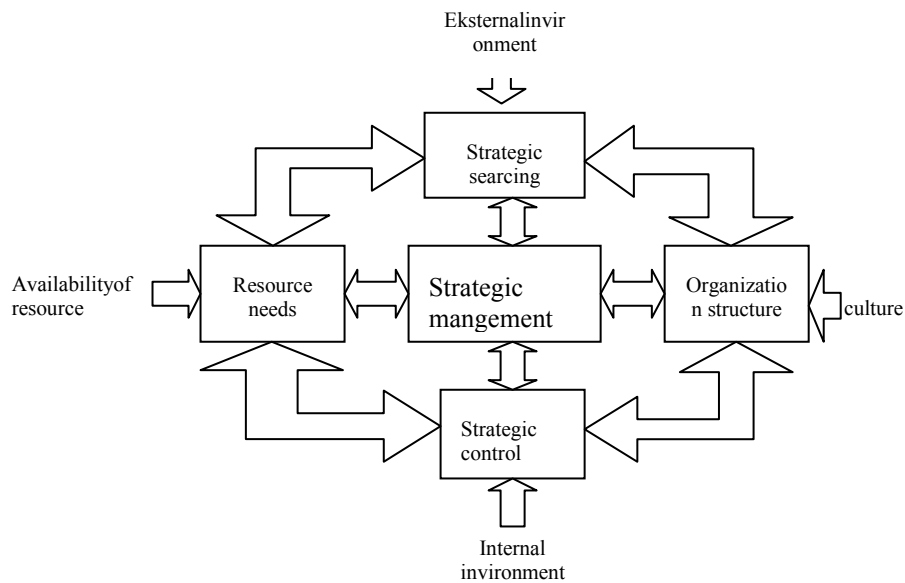 Eksternalinvir
onment
Strategic
searcing
Availabilityof
resource
Resource
needs
Strategic
mangement
Organizatio
n structure
culture
Strategic
control
Internal
invironment